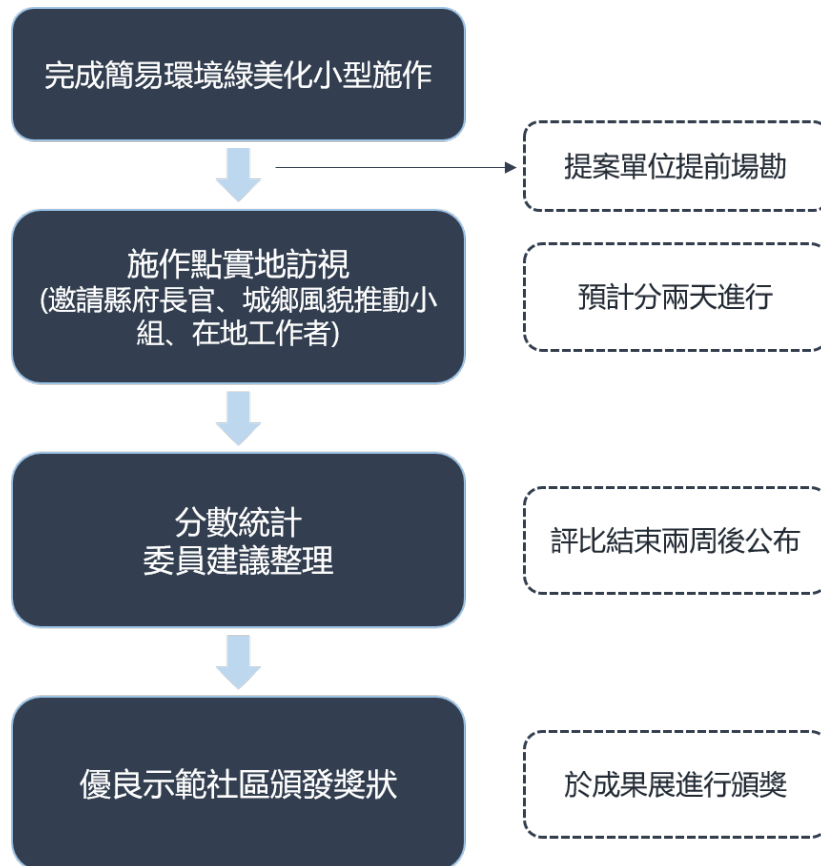 完成簡易環境綠美化小型施作
提案單位提前場勘
施作點實地訪視
(邀請縣府長官、城鄉風貌推動小
組、在地工作者)
預計分兩天進行
分數統計
委員建議整理
評比結束兩周後公布
優良示範社區頒發獎狀
於成果展進行頒獎